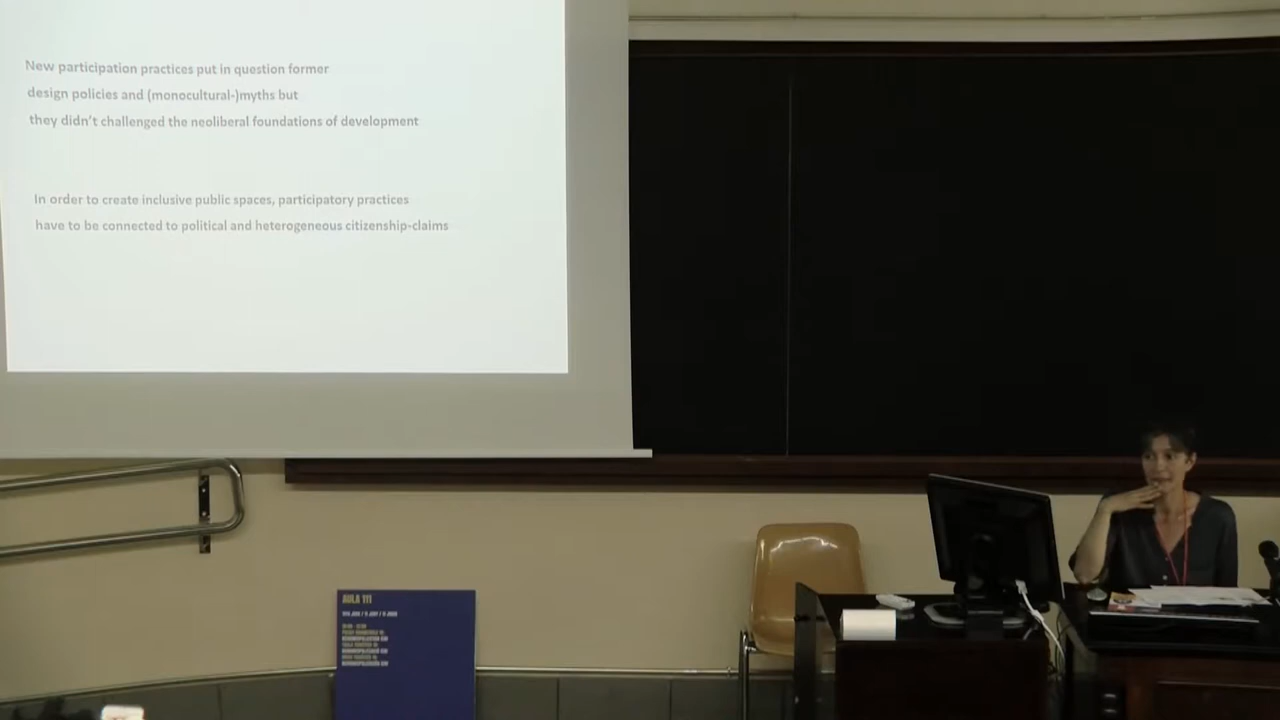 New participation practices put in question former
design policies and (monocultural-)myths but
they didn't challenged the neoliberal foundations of development
In order to create inclusive public spaces, participatory practices
have to be connected to political and heterogeneous citizenship-claims
AULA 111